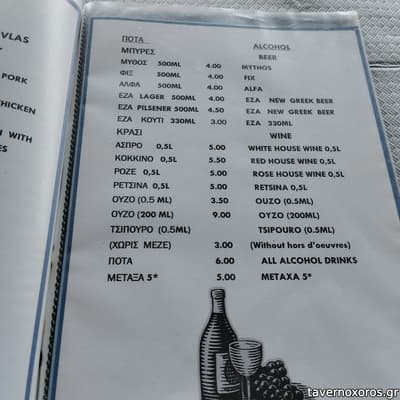 VLAS
PORK
CHICKEN
WITH
ΠΟΤΑ ALCOHOL
ΜΠΥΡΕΣ BEER
ΜΥΘΟΣ 500ML 4.00 MYTHOS
ΦΙΞ 500ML 4.00 FIX
ΑΛΦΑ 500ML 4.00 ALFA
ΕΖΑ LAGER 500ML 4.00 EZA NEW GREEK BEER
ΕΖΑ PILSENER 500ML 4.50 EZA NEW GREEK BEER
ΕΖΑ ΚΟΥΤΙ 330ML 3.00 EZA 330ML
ΚΡΑΣΙ WINE
ΑΣΠΡΟ 0,5L 5.00 WHITE HOUSE WINE 0,5L
ΚΟΚΚΙΝΟ 0,5L 5.50 RED HOUSE WINE 0,5L
ΡΟΖΕ 0,5L 5.00 ROSE HOUSE WINE 0,5L
ΡΕΤΣΙΝΑ 0,5L 5.00 RETSINA 0,5L
ΟΥΖΟ (0.5 ML) 3.50 OUZO (0.5ML)
ΟΥΖΟ (200 ML) 9.00 OUZO (200ML)
ΤΣΙΠΟΥΡΟ (0.5ML) TSIPOURO (0.5ML)
(ΧΩΡΙΣ ΜΕΖΕ) 3.00 (Without hors d'oeuvres)
ΠΟΤΑ 6.00 ALL ALCOHOL DRINKS
ΜΕΤΑΞΑ 5* 5.00 METAXA 5*
tavernoxoros.gr